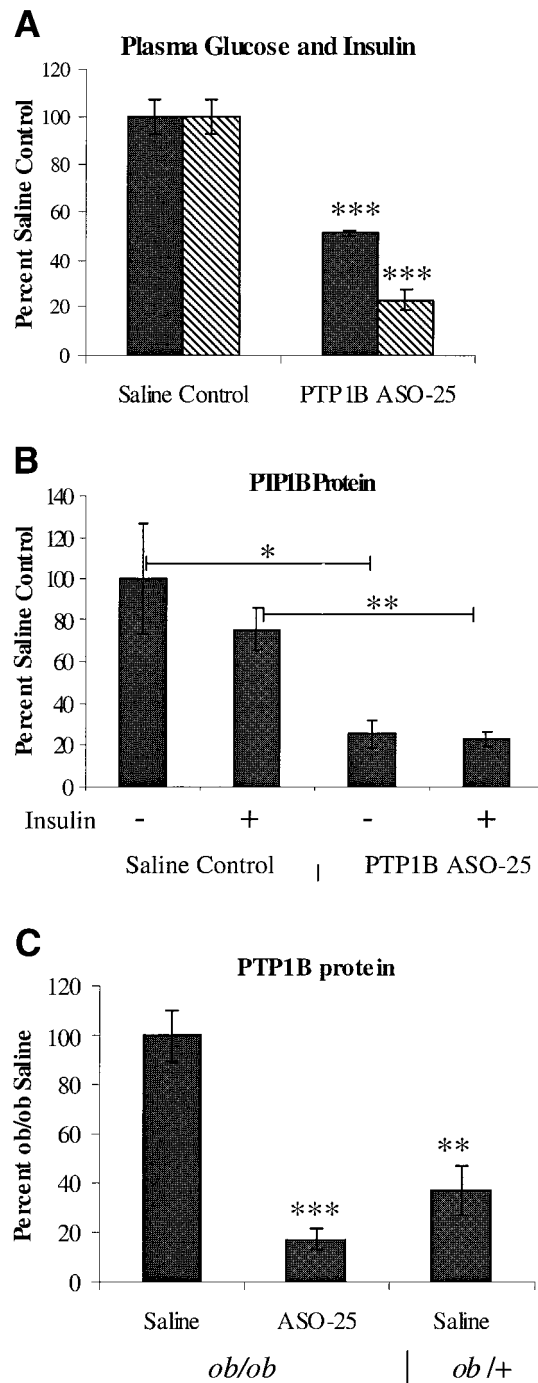 A
Plasma Glucose and Insulin
Percent Saline Control
120
100
80
60
40
20
0
***
***
Saline Control PTP1B ASO-25
B
PTP1B Protein
Percent Saline Control
140
120
100
80
60
40
20
0
*
**
Insulin - + - +
Saline Control | PTP1B ASO-25
C
PTP1B protein
Percent ob/ob Saline
120
100
80
60
40
20
0
***
**
Saline ASO-25 Saline
ob/ob | ob/+